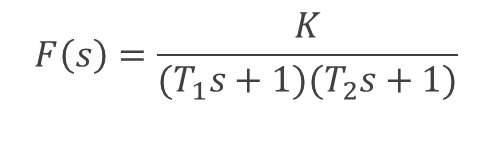 F(s) = K / ((T₁s + 1)(T₂s + 1))